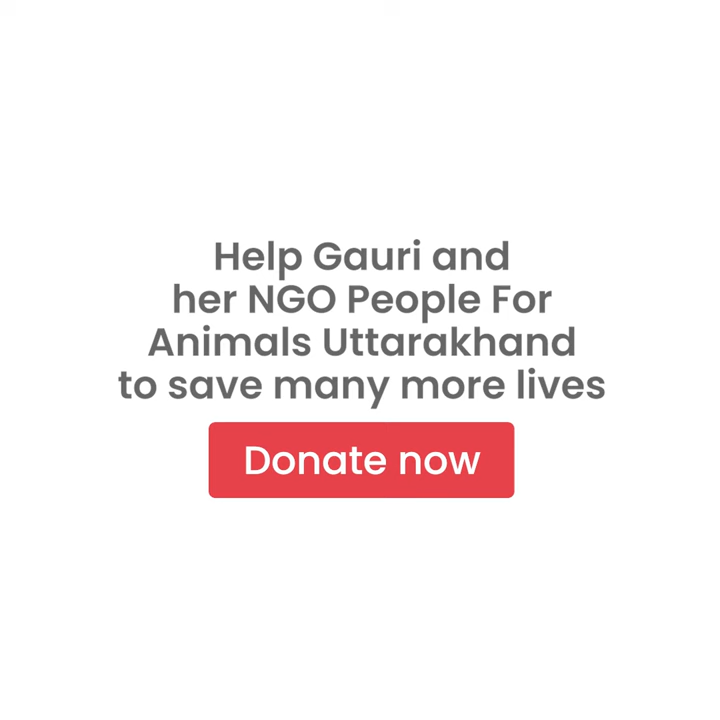 Help Gauri and
her NGO People For
Animals Uttarakhand
to save many more lives
Donate now